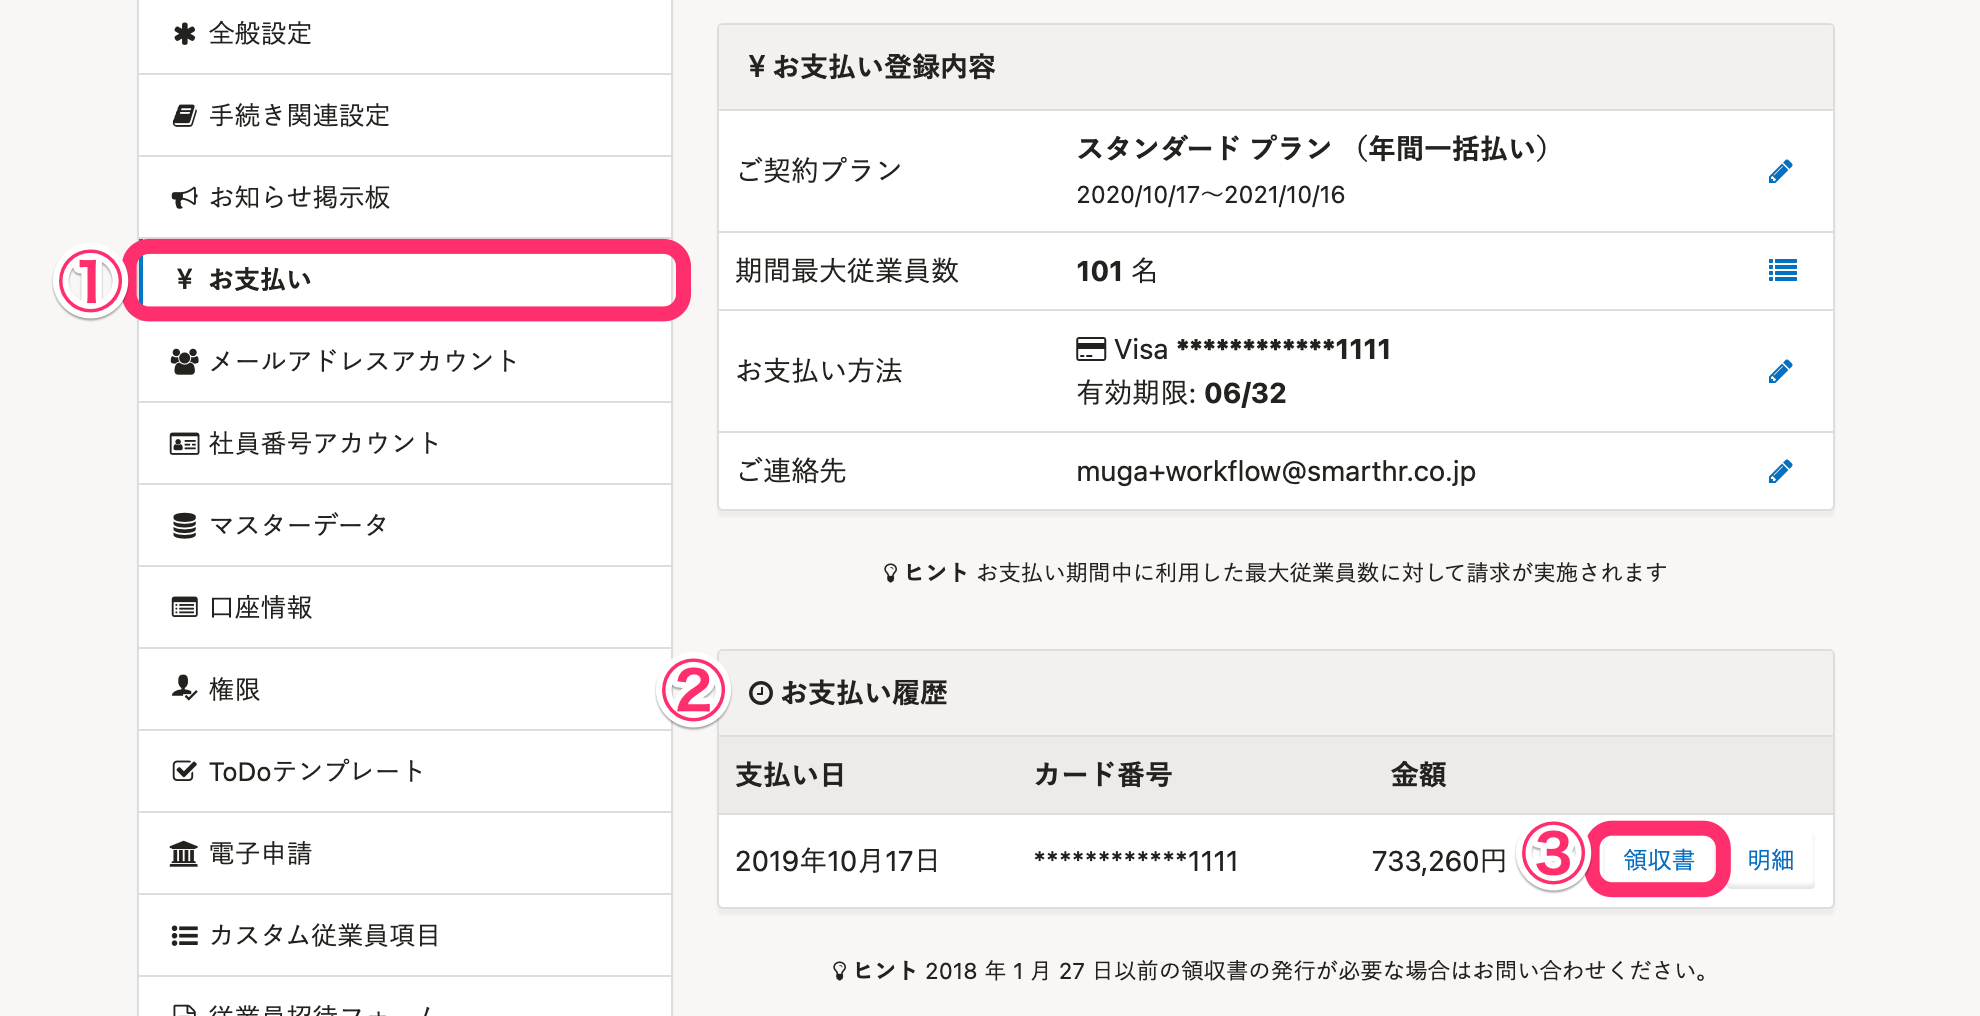 全般設定
手続き関連設定
お知らせ掲示板
① ¥ お支払い
メールアドレスアカウント
社員番号アカウント
マスターデータ
口座情報
権限
ToDoテンプレート
電子申請
カスタム従業員項目
従業員招待フォーム
¥ お支払い登録内容
ご契約プラン
スタンダード プラン （年間一括払い）
2020/10/17〜2021/10/16
期間最大従業員数 101 名
お支払い方法
Visa ************1111
有効期限: 06/32
ご連絡先 muga+workflow@smarthr.co.jp
ヒント お支払い期間中に利用した最大従業員数に対して請求が実施されます
② お支払い履歴
支払い日 カード番号 金額
2019年10月17日 ************1111 733,260円 ③ 領収書 明細
ヒント 2018 年 1 月 27 日以前の領収書の発行が必要な場合はお問い合わせください。